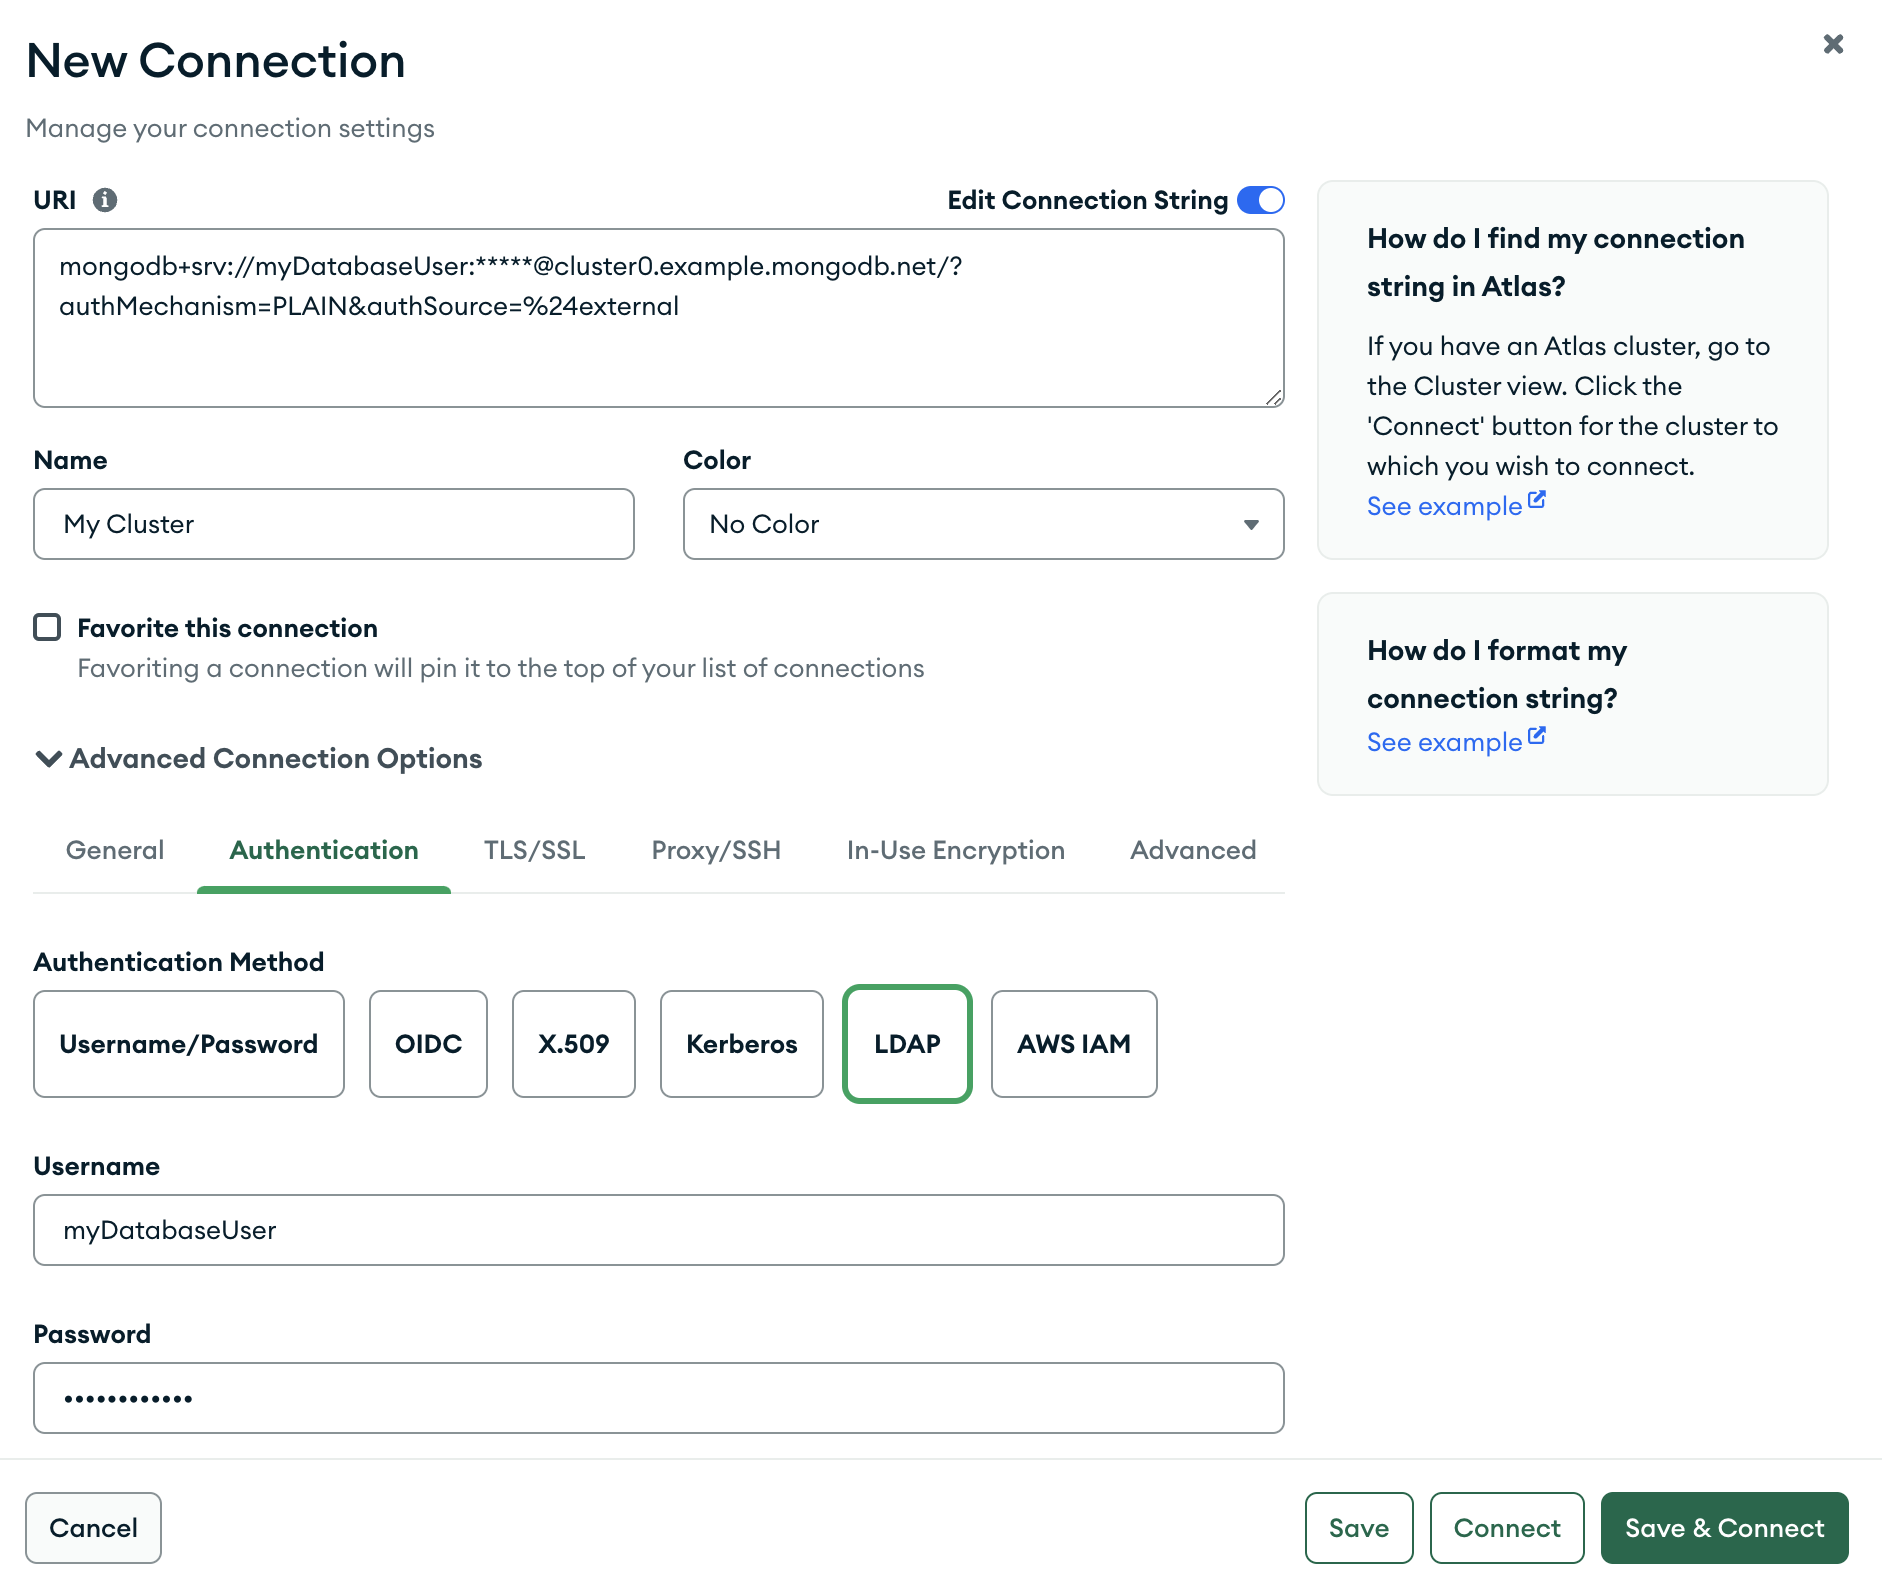 New Connection
Manage your connection settings
URI
Edit Connection String
mongodb+srv://myDatabaseUser:*****@cluster0.example.mongodb.net/?
authMechanism=PLAIN&authSource=%24external
Name
Color
My Cluster
No Color
Favorite this connection
Favoriting a connection will pin it to the top of your list of connections
Advanced Connection Options
General
Authentication
TLS/SSL
Proxy/SSH
In-Use Encryption
Advanced
Authentication Method
Username/Password
OIDC
X.509
Kerberos
LDAP
AWS IAM
Username
myDatabaseUser
Password
••••••••••••
How do I find my connection
string in Atlas?
If you have an Atlas cluster, go to
the Cluster view. Click the
'Connect' button for the cluster to
which you wish to connect.
See example
How do I format my
connection string?
See example
Cancel
Save
Connect
Save & Connect